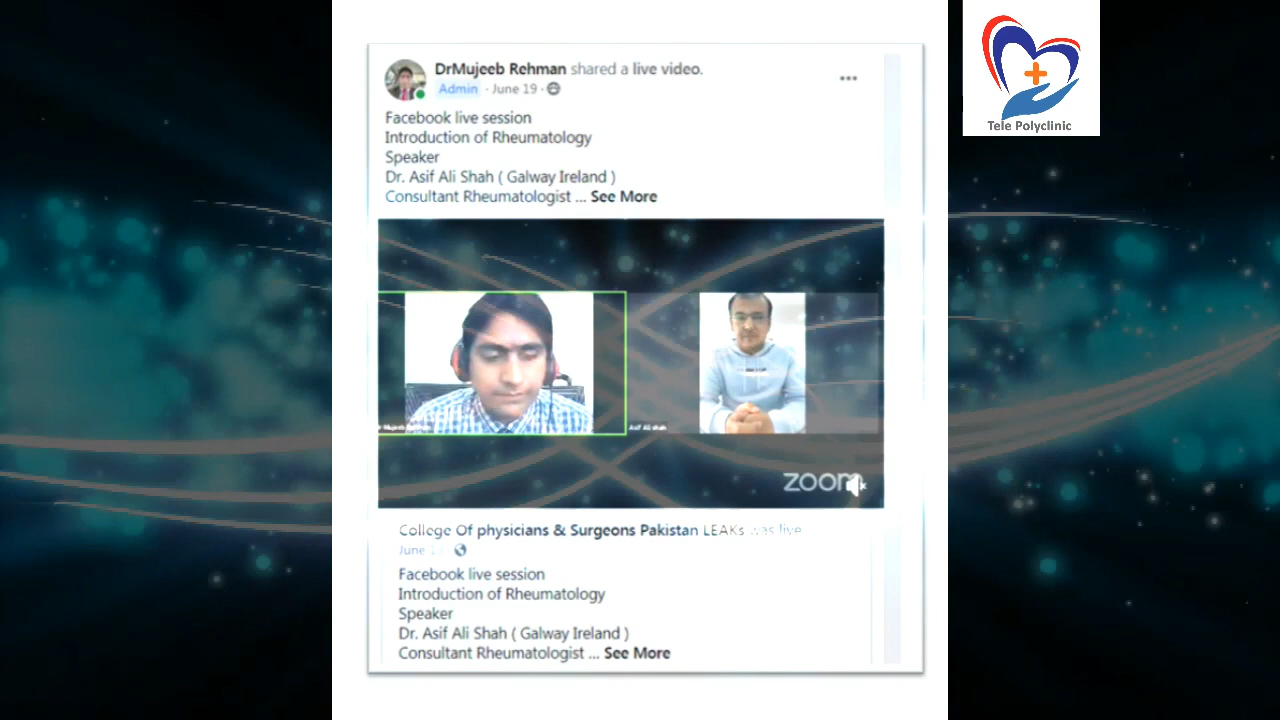 DrMujeeb Rehman shared a live video.
Admin · June 19 ·
Facebook live session
Introduction of Rheumatology
Speaker
Dr. Asif Ali Shah ( Galway Ireland )
Consultant Rheumatologist ... See More
Asif Ali shah
zoom
College Of physicians & Surgeons Pakistan LEAKs was live
June
Facebook live session
Introduction of Rheumatology
Speaker
Dr. Asif Ali Shah ( Galway Ireland )
Consultant Rheumatologist ... See More
Tele Polyclinic